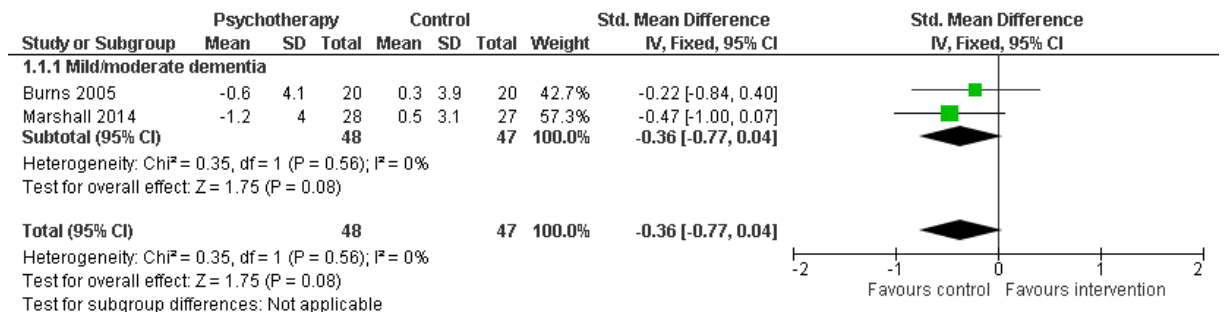 Psychotherapy Control Std. Mean Difference Std. Mean Difference
Study or Subgroup Mean SD Total Mean SD Total Weight IV, Fixed, 95% CI IV, Fixed, 95% CI
1.1.1 Mild/moderate dementia
Burns 2005 -0.6 4.1 20 0.3 3.9 20 42.7% -0.22 [-0.84, 0.40]
Marshall 2014 -1.2 4 28 0.5 3.1 27 57.3% -0.47 [-1.00, 0.07]
Subtotal (95% CI) 48 47 100.0% -0.36 [-0.77, 0.04]
Heterogeneity: Chi² = 0.35, df = 1 (P = 0.56); I² = 0%
Test for overall effect: Z = 1.75 (P = 0.08)
Total (95% CI) 48 47 100.0% -0.36 [-0.77, 0.04]
Heterogeneity: Chi² = 0.35, df = 1 (P = 0.56); I² = 0%
Test for overall effect: Z = 1.75 (P = 0.08)
Test for subgroup differences: Not applicable
-2 -1 0 1 2
Favours control Favours intervention